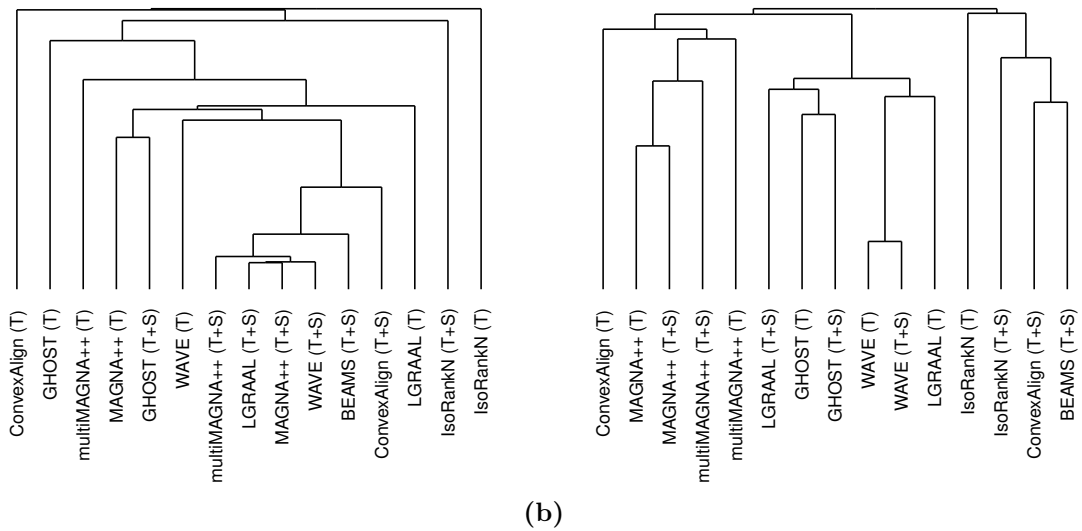 ConvexAlign (T)
GHOST (T)
multiMAGNA++ (T)
MAGNA++ (T)
GHOST (T+S)
WAVE (T)
multiMAGNA++ (T+S)
LGRAAL (T+S)
MAGNA++ (T+S)
WAVE (T+S)
BEAMS (T+S)
ConvexAlign (T+S)
LGRAAL (T)
IsoRankN (T+S)
IsoRankN (T)
ConvexAlign (T)
MAGNA++ (T)
MAGNA++ (T+S)
multiMAGNA++ (T+S)
multiMAGNA++ (T)
LGRAAL (T+S)
GHOST (T)
GHOST (T+S)
WAVE (T)
WAVE (T+S)
LGRAAL (T)
IsoRankN (T)
IsoRankN (T+S)
ConvexAlign (T+S)
BEAMS (T+S)
(b)